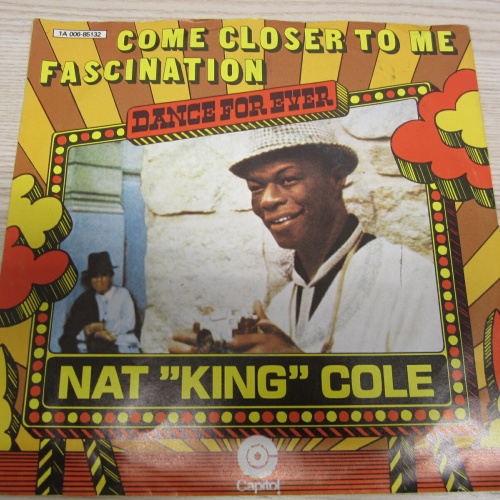 1A 006-85132
COME CLOSER TO ME
FASCINATION
DANCE FOR EVER
NAT "KING" COLE
Capitol